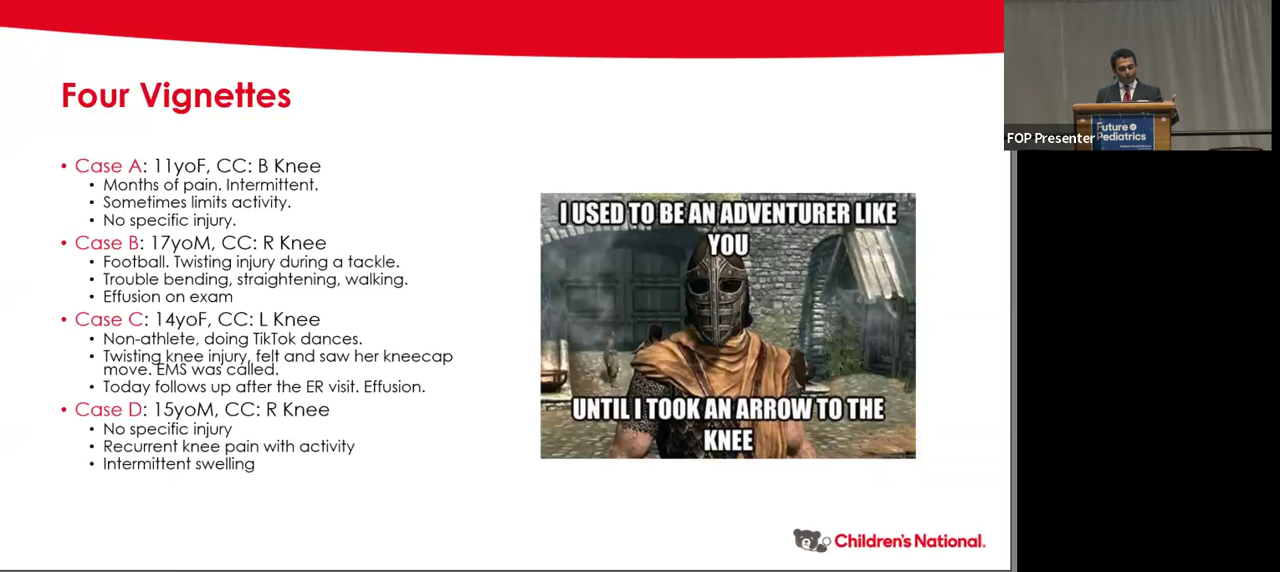 Four Vignettes
• Case A: 11yoF, CC: B Knee
• Months of pain. Intermittent.
• Sometimes limits activity.
• No specific injury.
• Case B: 17yoM, CC: R Knee
• Football. Twisting injury during a tackle.
• Trouble bending, straightening, walking.
• Effusion on exam
• Case C: 14yoF, CC: L Knee
• Non-athlete, doing TikTok dances.
• Twisting knee injury, felt and saw her kneecap
move. EMS was called.
• Today follows up after the ER visit. Effusion.
• Case D: 15yoM, CC: R Knee
• No specific injury
• Recurrent knee pain with activity
• Intermittent swelling
I USED TO BE AN ADVENTURER LIKE
YOU
UNTIL I TOOK AN ARROW TO THE
KNEE
Children's National.
FOP Presenter
Future of
Pediatrics